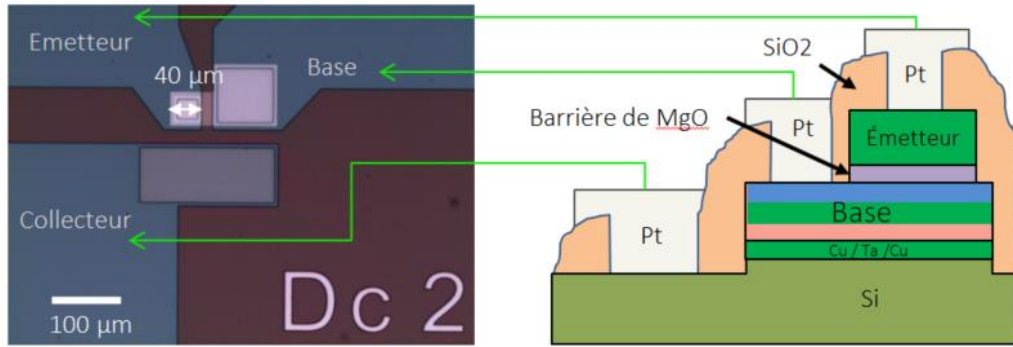 Emetteur
40 μm
Base
Collecteur
100 μm
Dc 2
SiO2
Pt
Barrière de MgO
Pt
Émetteur
Pt
Base
Cu / Ta /Cu
Si